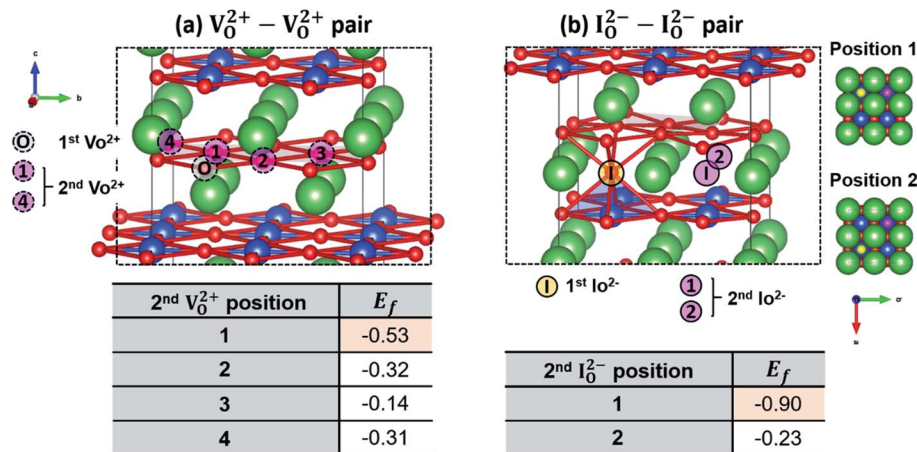 (a) V_O^2+ – V_O^2+ pair
(b) I_O^2- – I_O^2- pair
c
b
O 1st Vo2+
1
4
2nd Vo2+
4
1
O
2
3
I
2
I
Position 1
Position 2
I 1st Io2-
1
2
2nd Io2-
2nd V_O^2+ position E_f
1 -0.53
2 -0.32
3 -0.14
4 -0.31
2nd I_O^2- position E_f
1 -0.90
2 -0.23